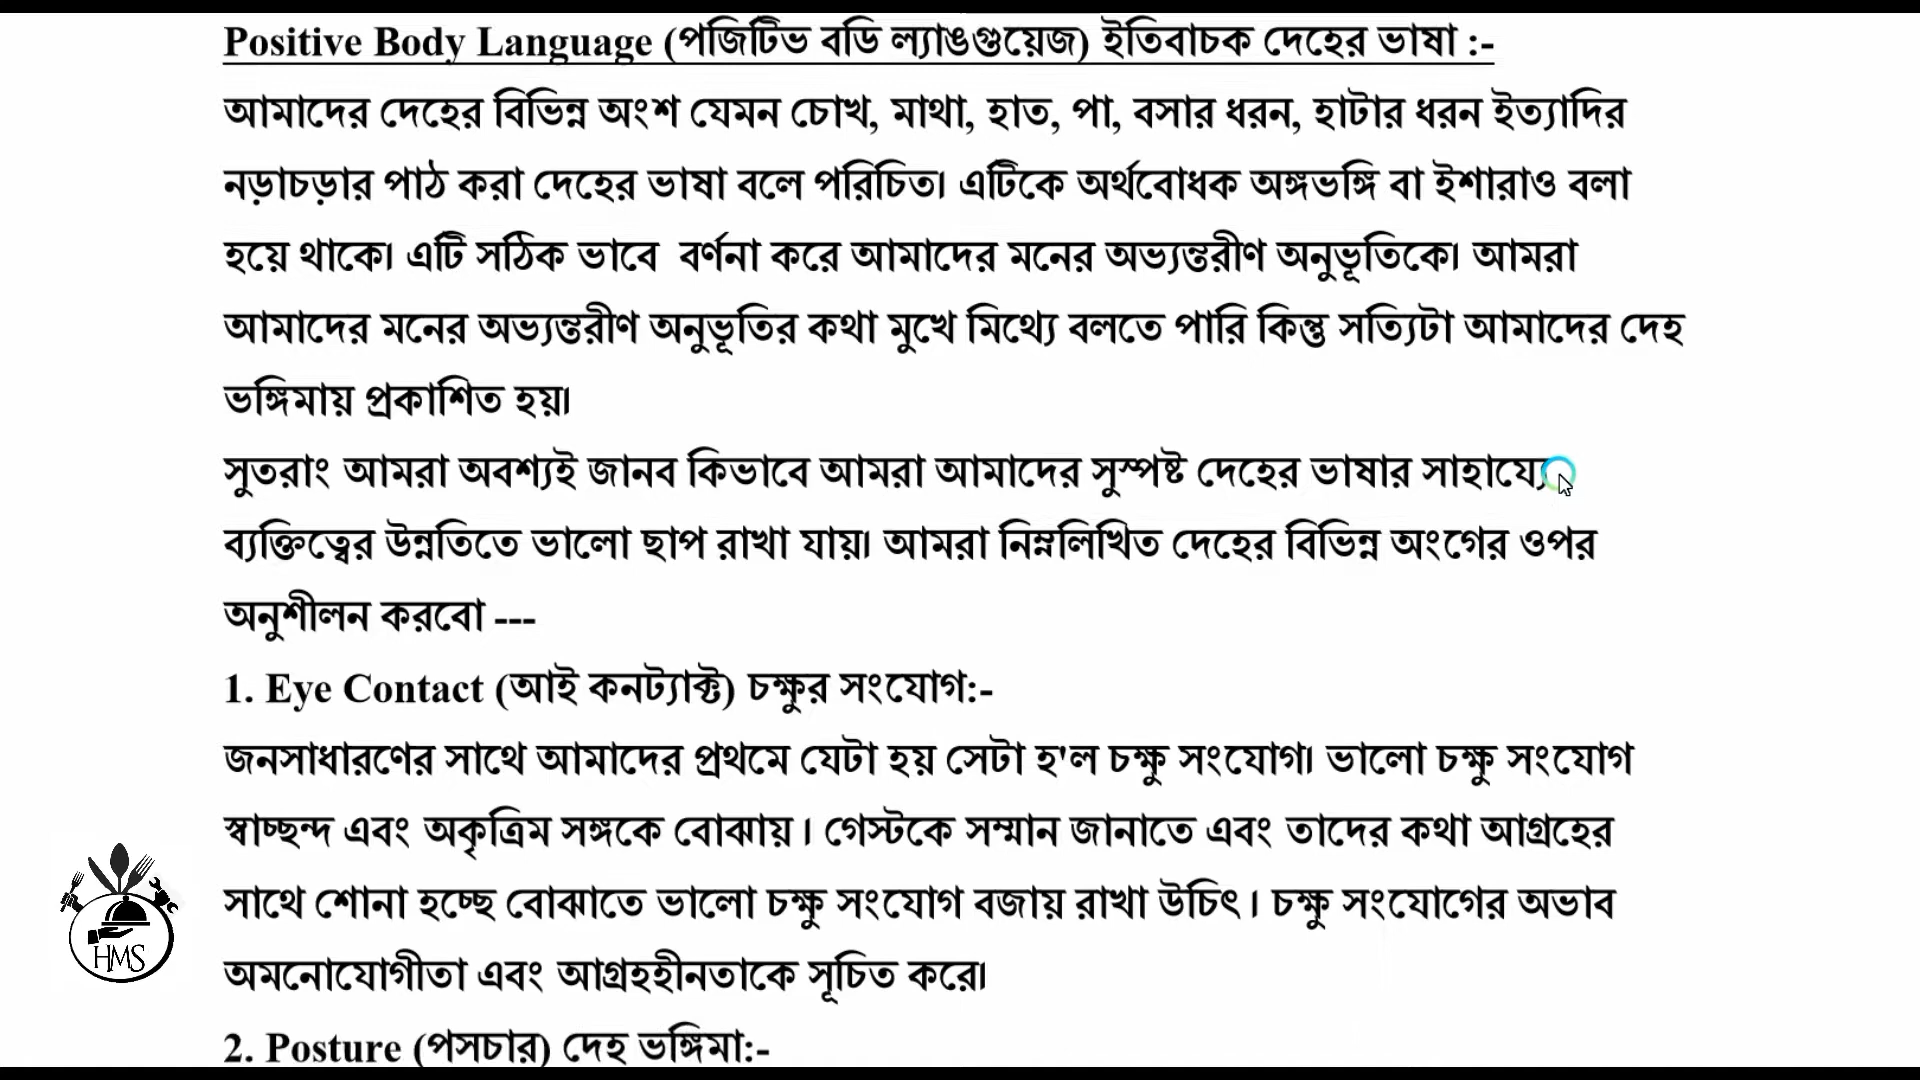 Positive Body Language (পজিটিভ বডি ল্যাঙগুয়েজ) ইতিবাচক দেহের ভাষা :-
আমাদের দেহের বিভিন্ন অংশ যেমন চোখ, মাথা, হাত, পা, বসার ধরন, হাটার ধরন ইত্যাদির
নড়াচড়ার পাঠ করা দেহের ভাষা বলে পরিচিত। এটিকে অর্থবোধক অঙ্গভঙ্গি বা ইশারাও বলা
হয়ে থাকে। এটি সঠিক ভাবে বর্ণনা করে আমাদের মনের অভ্যন্তরীণ অনুভূতিকে। আমরা
আমাদের মনের অভ্যন্তরীণ অনুভূতির কথা মুখে মিথ্যে বলতে পারি কিন্তু সত্যিটা আমাদের দেহ
ভঙ্গিমায় প্রকাশিত হয়।
সুতরাং আমরা অবশ্যই জানব কিভাবে আমরা আমাদের সুস্পষ্ট দেহের ভাষার সাহায্যে
ব্যক্তিত্বের উন্নতিতে ভালো ছাপ রাখা যায়। আমরা নিম্নলিখিত দেহের বিভিন্ন অংগের ওপর
অনুশীলন করবো ---
1. Eye Contact (আই কনট্যাক্ট) চক্ষুর সংযোগ:-
জনসাধারণের সাথে আমাদের প্রথমে যেটা হয় সেটা হ'ল চক্ষু সংযোগ। ভালো চক্ষু সংযোগ
স্বাচ্ছন্দ এবং অকৃত্রিম সঙ্গকে বোঝায় । গেস্টকে সম্মান জানাতে এবং তাদের কথা আগ্রহের
সাথে শোনা হচ্ছে বোঝাতে ভালো চক্ষু সংযোগ বজায় রাখা উচিৎ । চক্ষু সংযোগের অভাব
অমনোযোগীতা এবং আগ্রহহীনতাকে সূচিত করে।
HMS
2. Posture (পসচার) দেহ ভঙ্গিমা:-